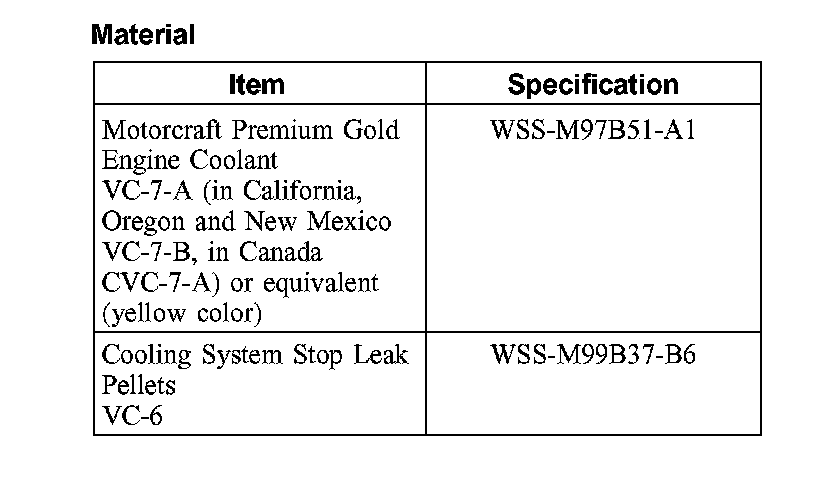 Material
Item
Specification
Motorcraft Premium Gold
Engine Coolant
VC-7-A (in California,
Oregon and New Mexico
VC-7-B, in Canada
CVC-7-A) or equivalent
(yellow color)
WSS-M97B51-A1
Cooling System Stop Leak
Pellets
VC-6
WSS-M99B37-B6